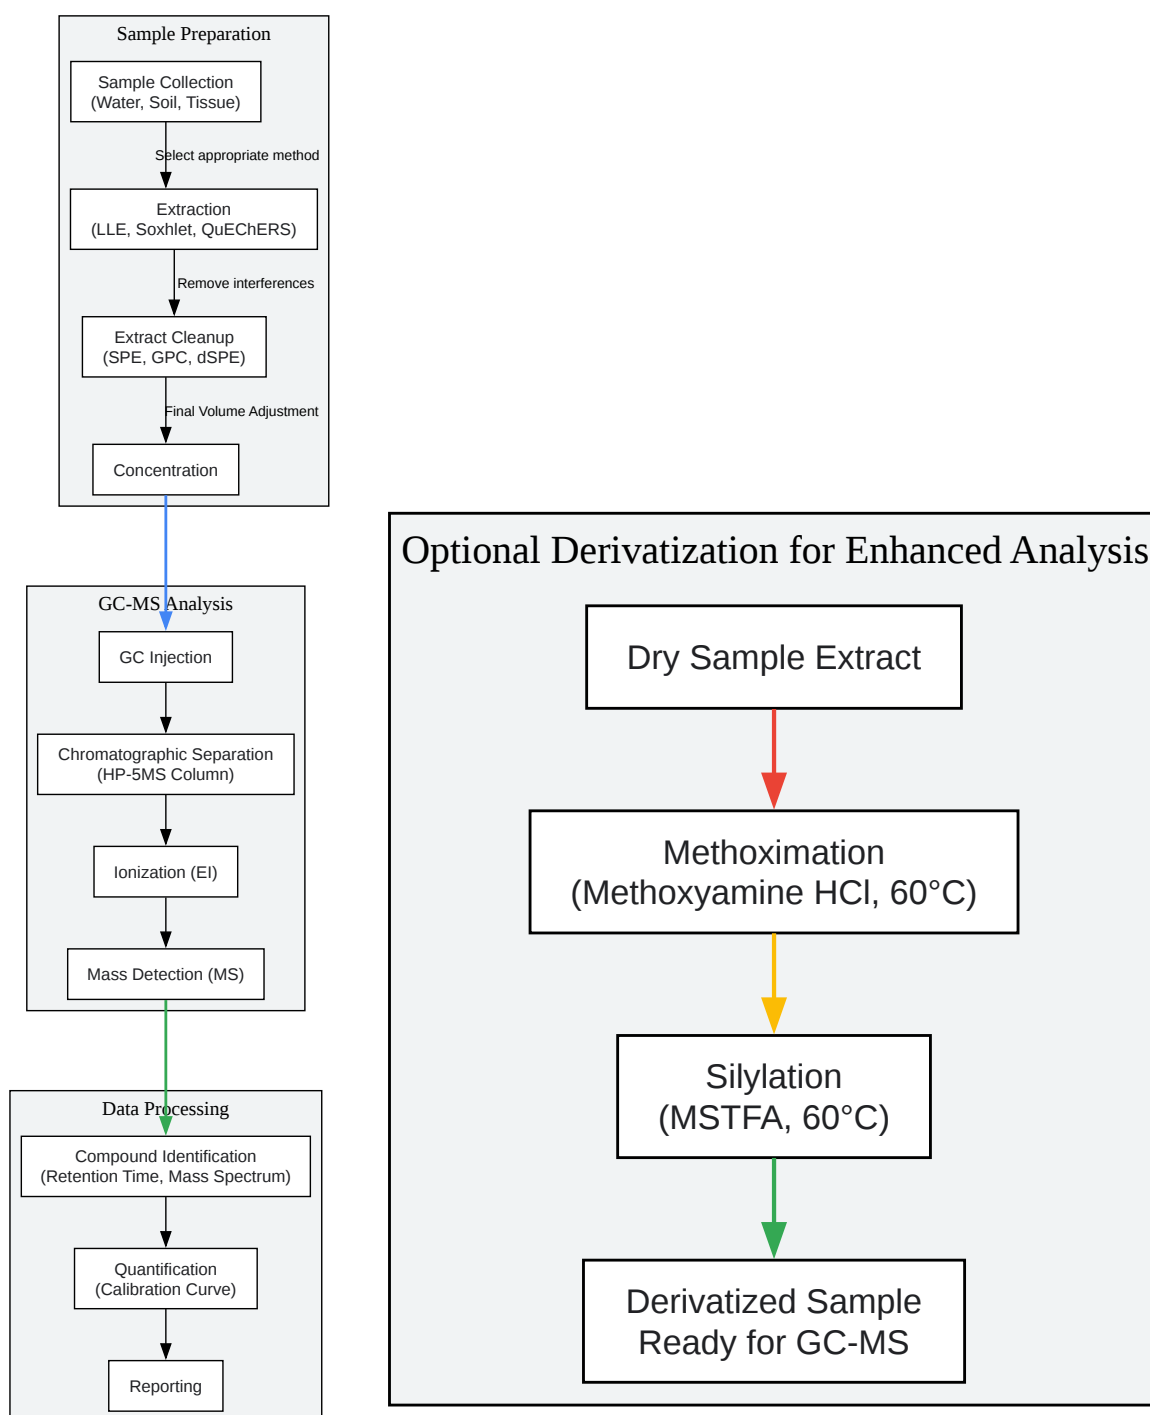 Sample Preparation
Sample Collection
(Water, Soil, Tissue)
Select appropriate method
Extraction
(LLE, Soxhlet, QuEChERS)
Remove interferences
Extract Cleanup
(SPE, GPC, dSPE)
Final Volume Adjustment
Concentration
GC-MS Analysis
GC Injection
Chromatographic Separation
(HP-5MS Column)
Ionization (EI)
Mass Detection (MS)
Data Processing
Compound Identification
(Retention Time, Mass Spectrum)
Quantification
(Calibration Curve)
Reporting
Optional Derivatization for Enhanced Analysis
Dry Sample Extract
Methoximation
(Methoxyamine HCl, 60°C)
Silylation
(MSTFA, 60°C)
Derivatized Sample
Ready for GC-MS